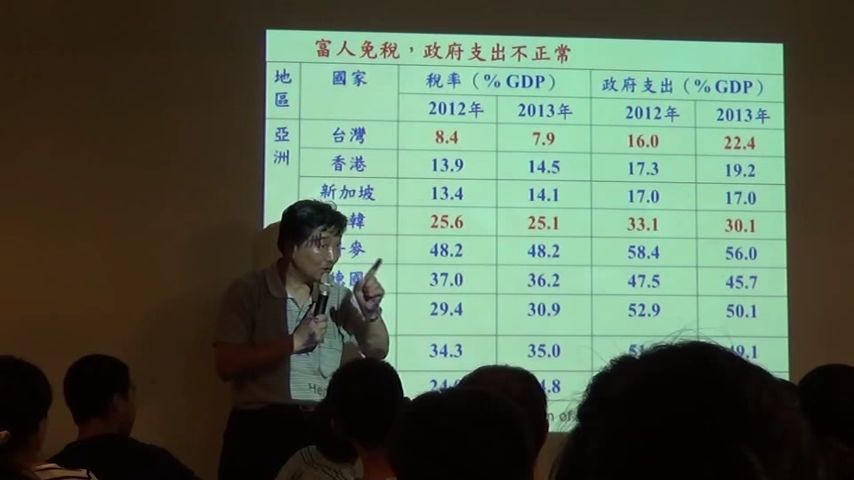 富人免稅，政府支出不正常
地區 國家 稅率（%GDP） 政府支出（%GDP）
2012年 2013年 2012年 2013年
亞洲 台灣 8.4 7.9 16.0 22.4
香港 13.9 14.5 17.3 19.2
新加坡 13.4 14.1 17.0 17.0
韓 25.6 25.1 33.1 30.1
麥 48.2 48.2 58.4 56.0
德國 37.0 36.2 47.5 45.7
29.4 30.9 52.9 50.1
34.3 35.0